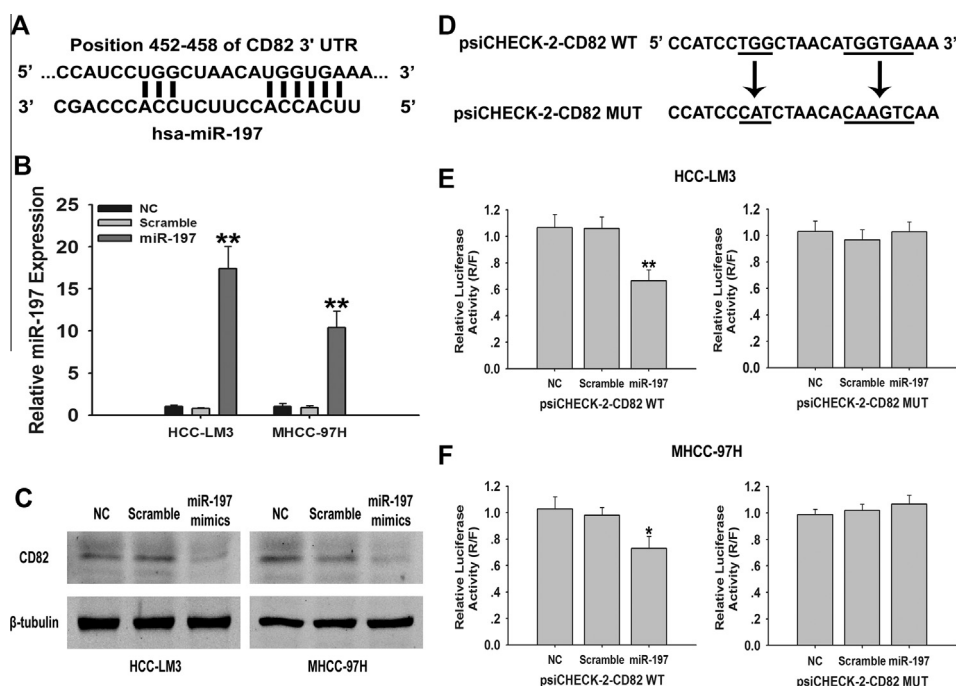 A
Position 452-458 of CD82 3' UTR
5' ...CCAUCCUGGCUAACAUGGUGAAA... 3'
3' CGACCCACCUCUUCCACCACUU 5'
hsa-miR-197
B
Relative miR-197 Expression
25
20
15
10
5
0
NC
Scramble
miR-197
**
**
HCC-LM3
MHCC-97H
C
NC Scramble miR-197 mimics
NC Scramble miR-197 mimics
CD82
β-tubulin
HCC-LM3
MHCC-97H
D
psiCHECK-2-CD82 WT 5' CCATCCTGGCTAACATGGTGAAA 3'
psiCHECK-2-CD82 MUT CCATCCCATCTAACACAAGTCAA
E
HCC-LM3
Relative Luciferase Activity (R/F)
1.2
1.0
.8
.6
.4
.2
0.0
**
NC Scramble miR-197
psiCHECK-2-CD82 WT
Relative Luciferase Activity (R/F)
1.2
1.0
.8
.6
.4
.2
0.0
NC Scramble miR-197
psiCHECK-2-CD82 MUT
F
MHCC-97H
Relative Luciferase Activity (R/F)
1.2
1.0
.8
.6
.4
.2
0.0
*
NC Scramble miR-197
psiCHECK-2-CD82 WT
Relative Luciferase Activity (R/F)
1.2
1.0
.8
.6
.4
.2
0.0
NC Scramble miR-197
psiCHECK-2-CD82 MUT